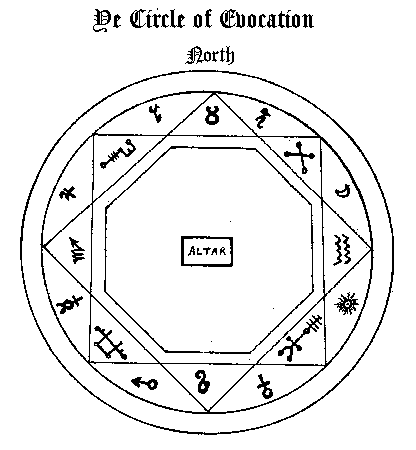 Ye Circle of Evocation
North
ALTAR